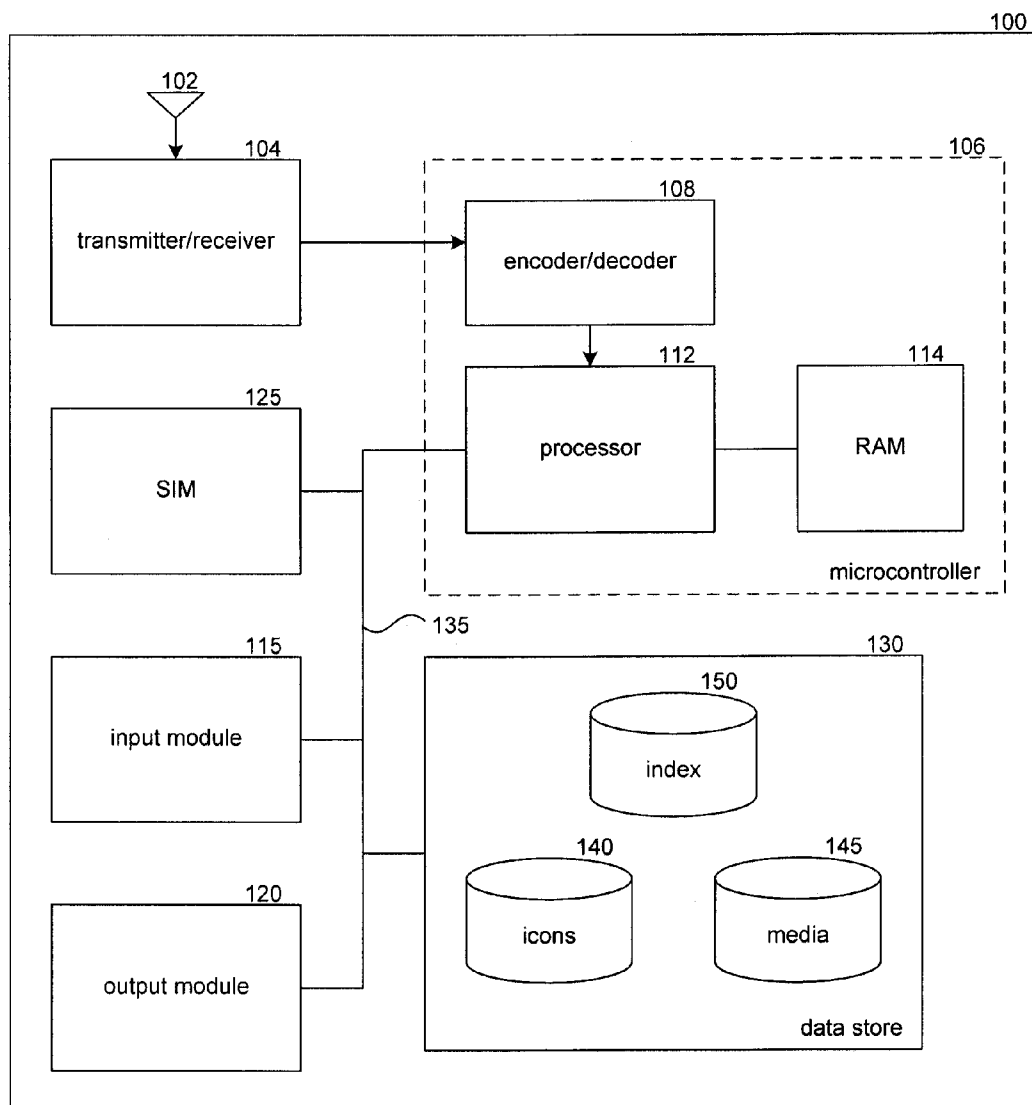 100
102
104
transmitter/receiver
106
108
encoder/decoder
112
processor
114
RAM
microcontroller
125
SIM
135
115
input module
130
150
index
140
icons
145
media
data store
120
output module